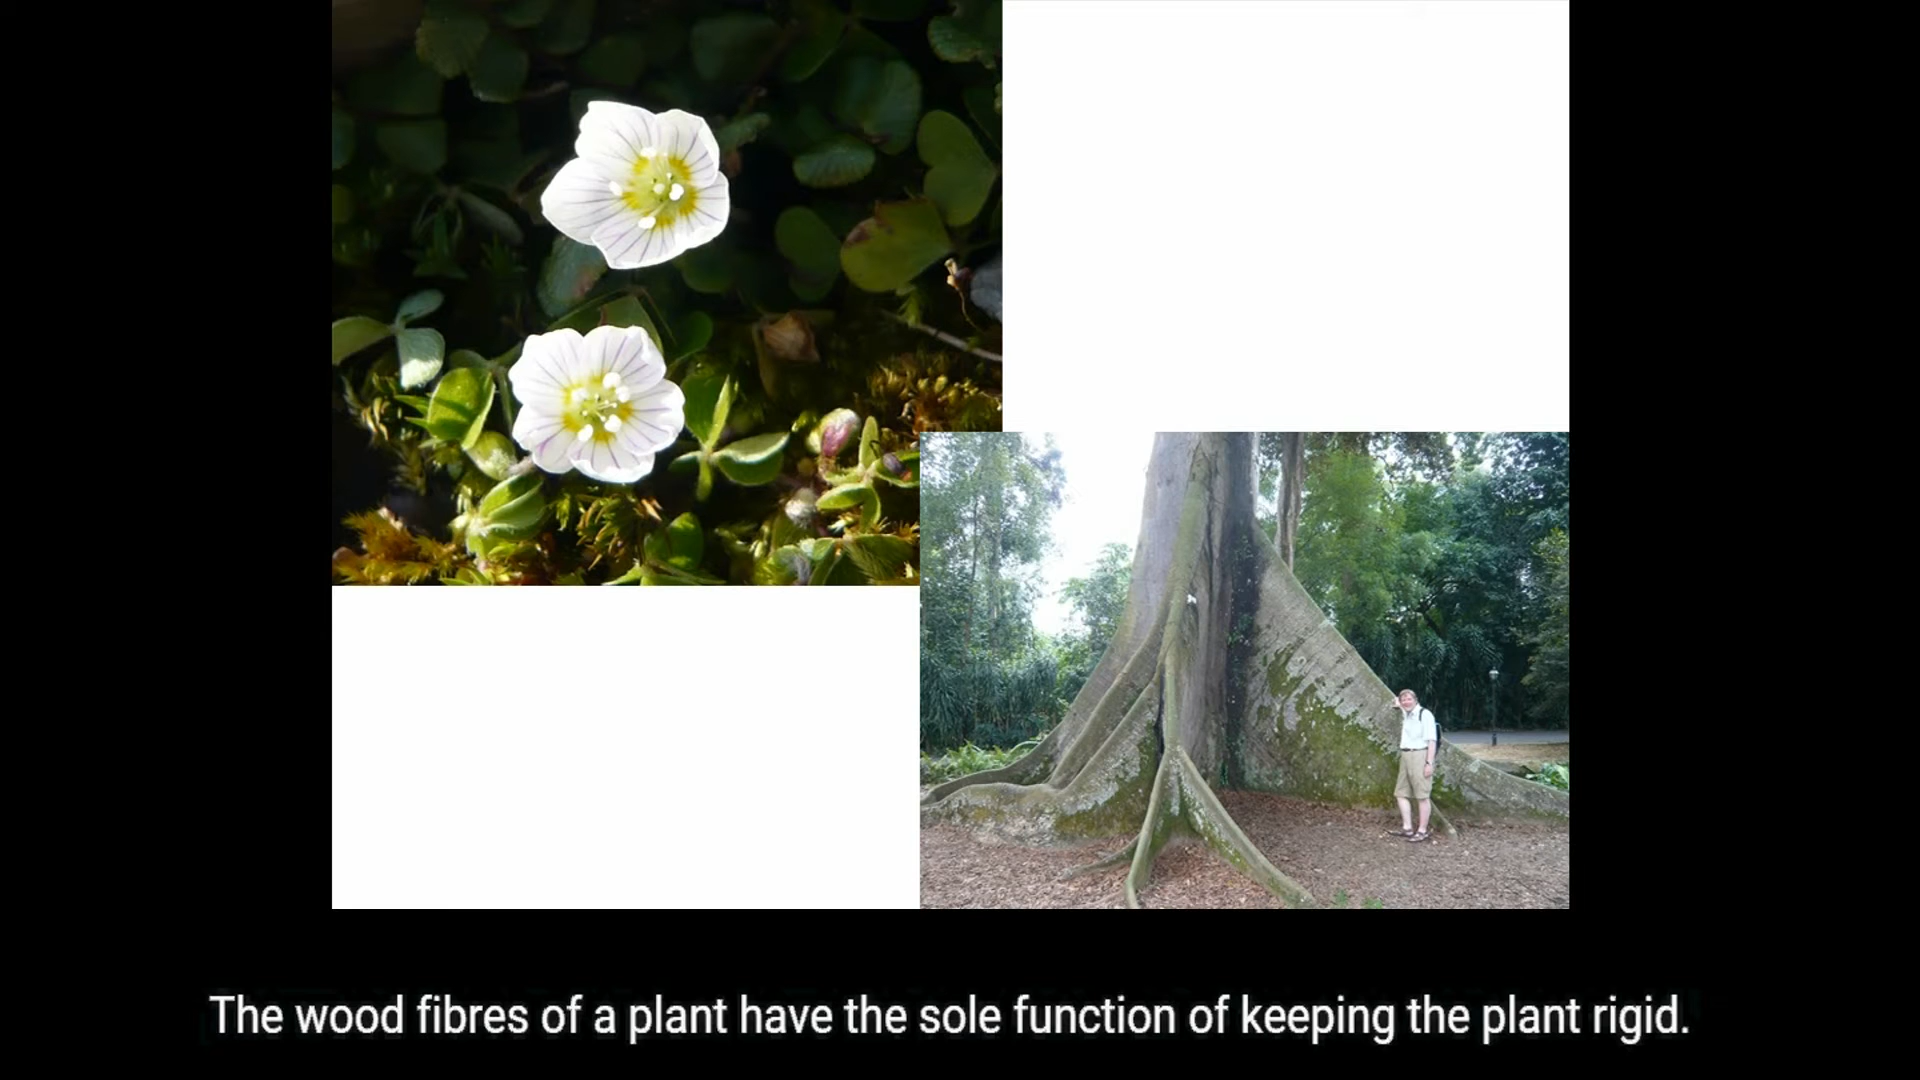 The wood fibres of a plant have the sole function of keeping the plant rigid.